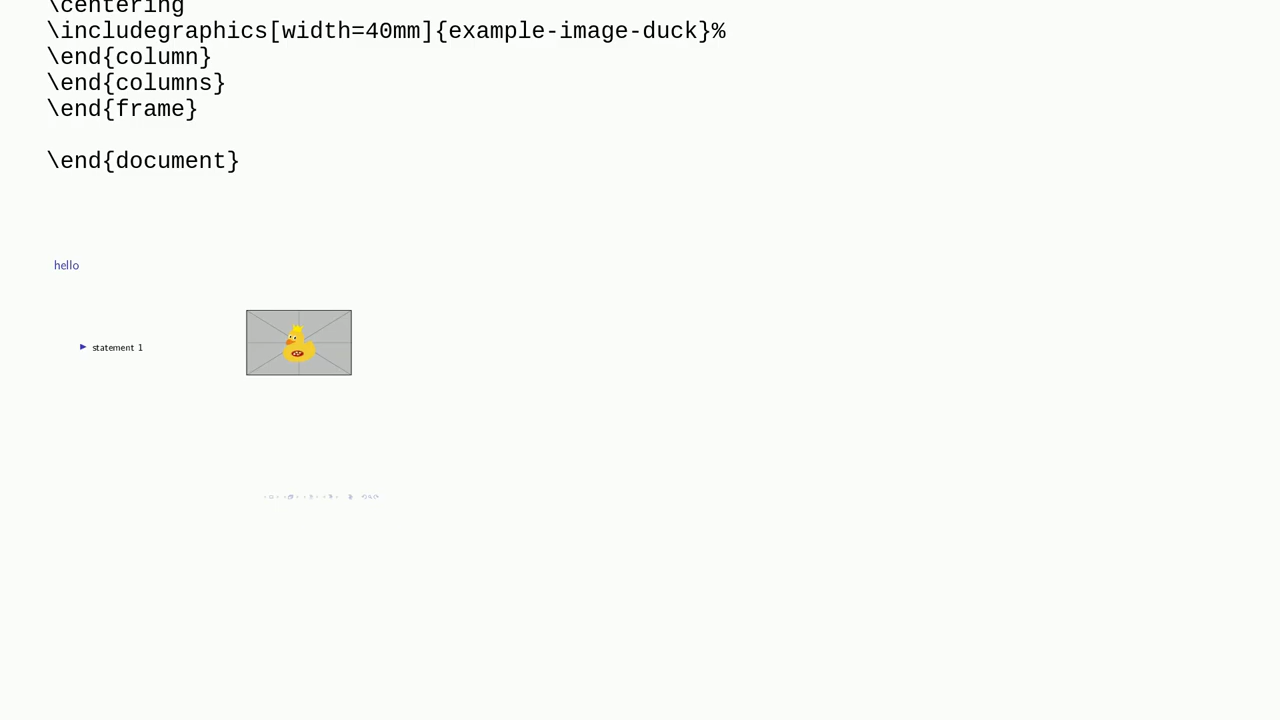 \centering
\includegraphics[width=40mm]{example-image-duck}%
\end{column}
\end{columns}
\end{frame}
\end{document}
hello
statement 1